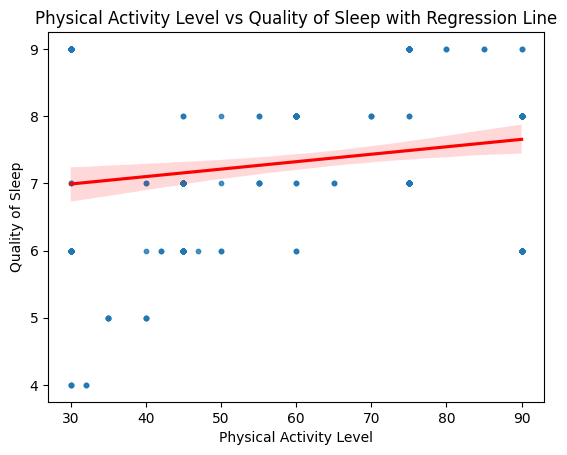 Physical Activity Level vs Quality of Sleep with Regression Line
9
8
7
6
5
4
Quality of Sleep
30 40 50 60 70 80 90
Physical Activity Level